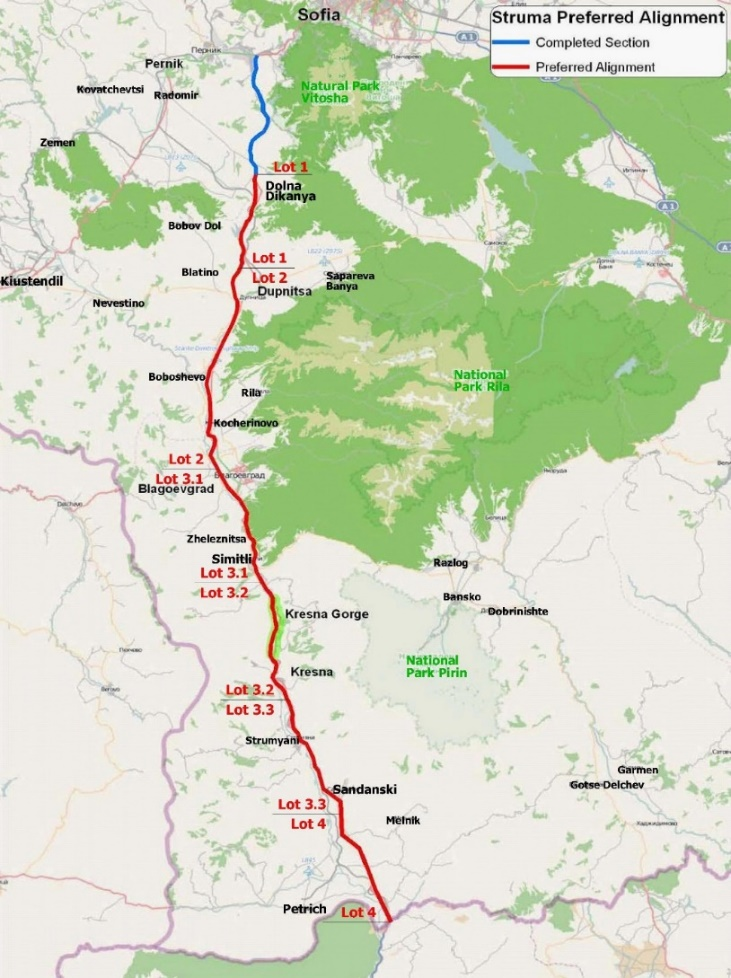 Sofia
Struma Preferred Alignment
Completed Section
Preferred Alignment
Перник
Pernik
A1
Kovatchevtsi
Radomir
Natural Park
Vitosha
Zemen
Lot 1
Dolna
Dikanya
A1
Bobov Dol
Lot 1
Blatino
Lot 2
Sapareva
Banya
Kiustendil
Dupnitsa
Nevestino
Boboshevo
National
Park Rila
Rila
Kocherinovo
Lot 2
Lot 3.1
Благоевград
Blagoevgrad
Zheleznitsa
Simitli
Lot 3.1
Razlog
Lot 3.2
Bansko
Kresna Gorge
Dobrinishte
National
Park Pirin
Kresna
Lot 3.2
Lot 3.3
Strumyani
Garmen
Gotse Delchev
Sandanski
Lot 3.3
Melnik
Lot 4
Petrich
Lot 4